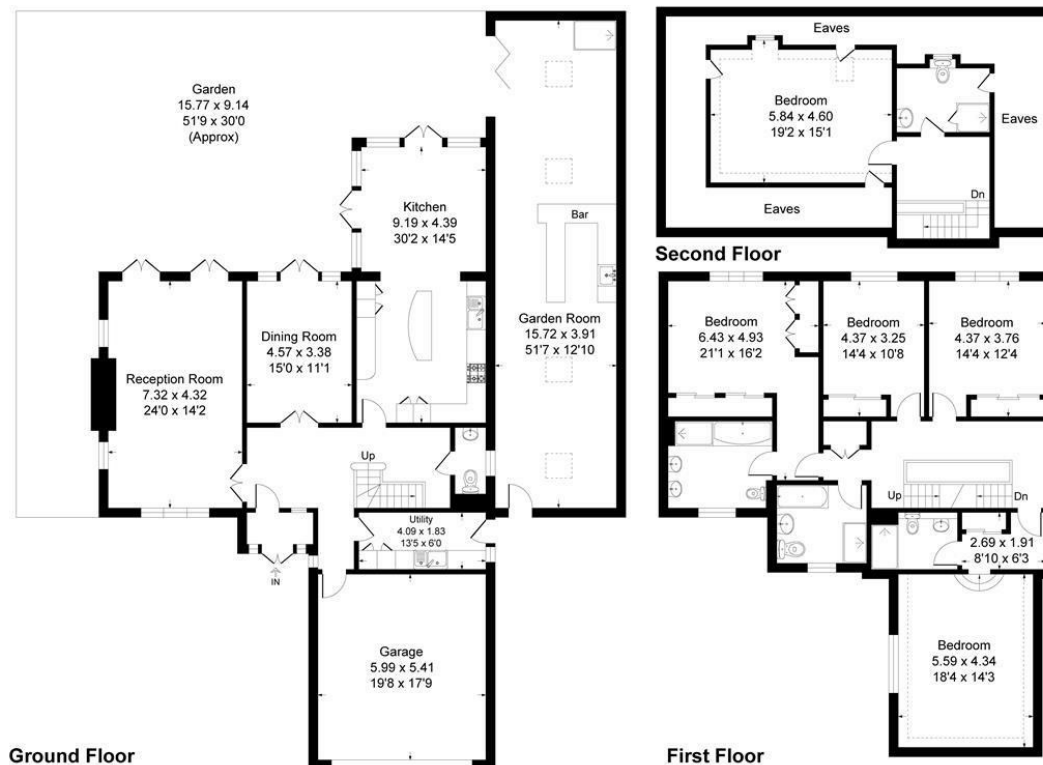 Garden
15.77 x 9.14
51'9 x 30'0
(Approx)
Kitchen
9.19 x 4.39
30'2 x 14'5
Bar
Garden Room
15.72 x 3.91
51'7 x 12'10
Dining Room
4.57 x 3.38
15'0 x 11'1
Reception Room
7.32 x 4.32
24'0 x 14'2
Up
Utility
4.09 x 1.83
13'5 x 6'0
IN
Garage
5.99 x 5.41
19'8 x 17'9
Ground Floor
Eaves
Bedroom
5.84 x 4.60
19'2 x 15'1
Eaves
Dn
Eaves
Second Floor
Bedroom
6.43 x 4.93
21'1 x 16'2
Bedroom
4.37 x 3.25
14'4 x 10'8
Bedroom
4.37 x 3.76
14'4 x 12'4
Up
Dn
2.69 x 1.91
8'10 x 6'3
Bedroom
5.59 x 4.34
18'4 x 14'3
First Floor